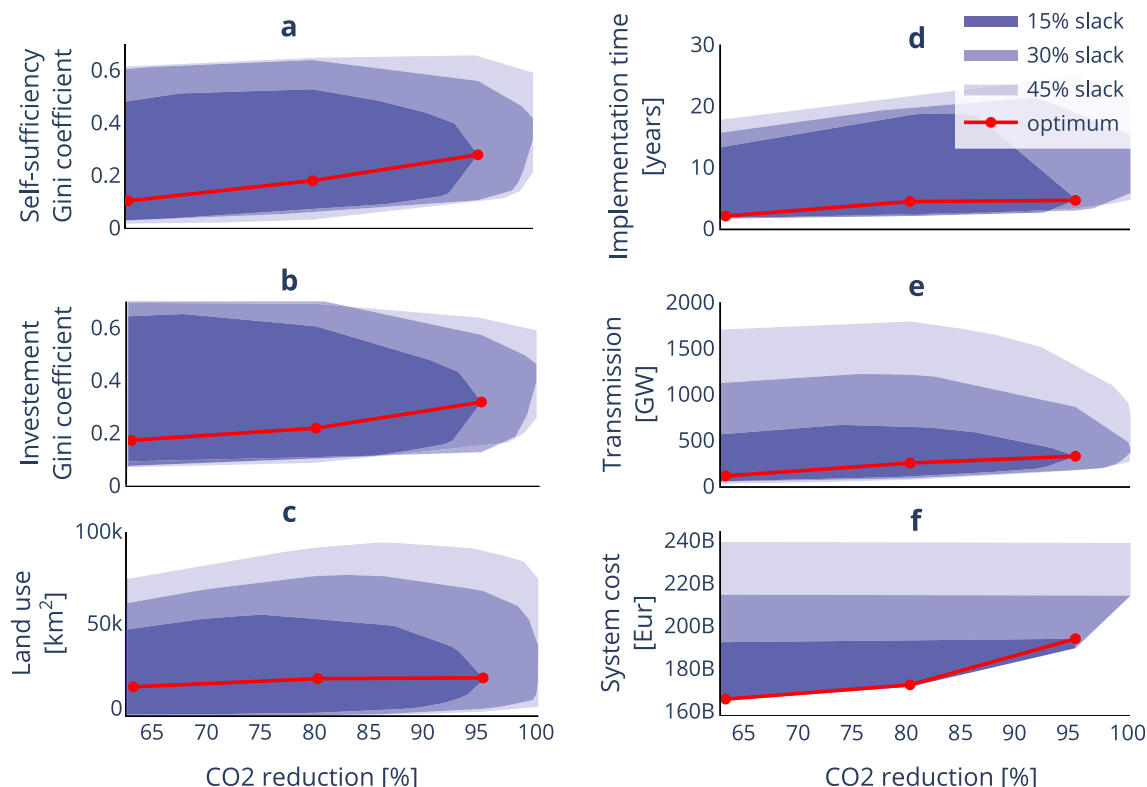 a
Self-sufficiency
Gini coefficient
0.6
0.4
0.2
0
b
Investement
Gini coefficient
0.6
0.4
0.2
0
c
Land use
[km²]
100k
50k
0
65 70 75 80 85 90 95 100
CO2 reduction [%]
d
Implementation time
[years]
30
20
10
0
15% slack
30% slack
45% slack
optimum
e
Transmission
[GW]
2000
1500
1000
500
0
f
System cost
[Eur]
240B
220B
200B
180B
160B
65 70 75 80 85 90 95 100
CO2 reduction [%]